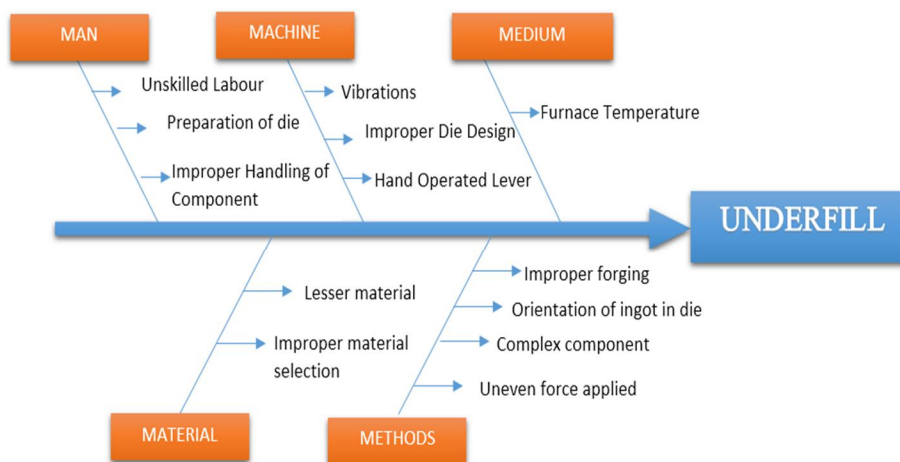 MAN
MACHINE
MEDIUM
Unskilled Labour
Preparation of die
Improper Handling of
Component
Vibrations
Improper Die Design
Hand Operated Lever
Furnace Temperature
UNDERFILL
Lesser material
Improper material
selection
Improper forging
Orientation of ingot in die
Complex component
Uneven force applied
MATERIAL
METHODS